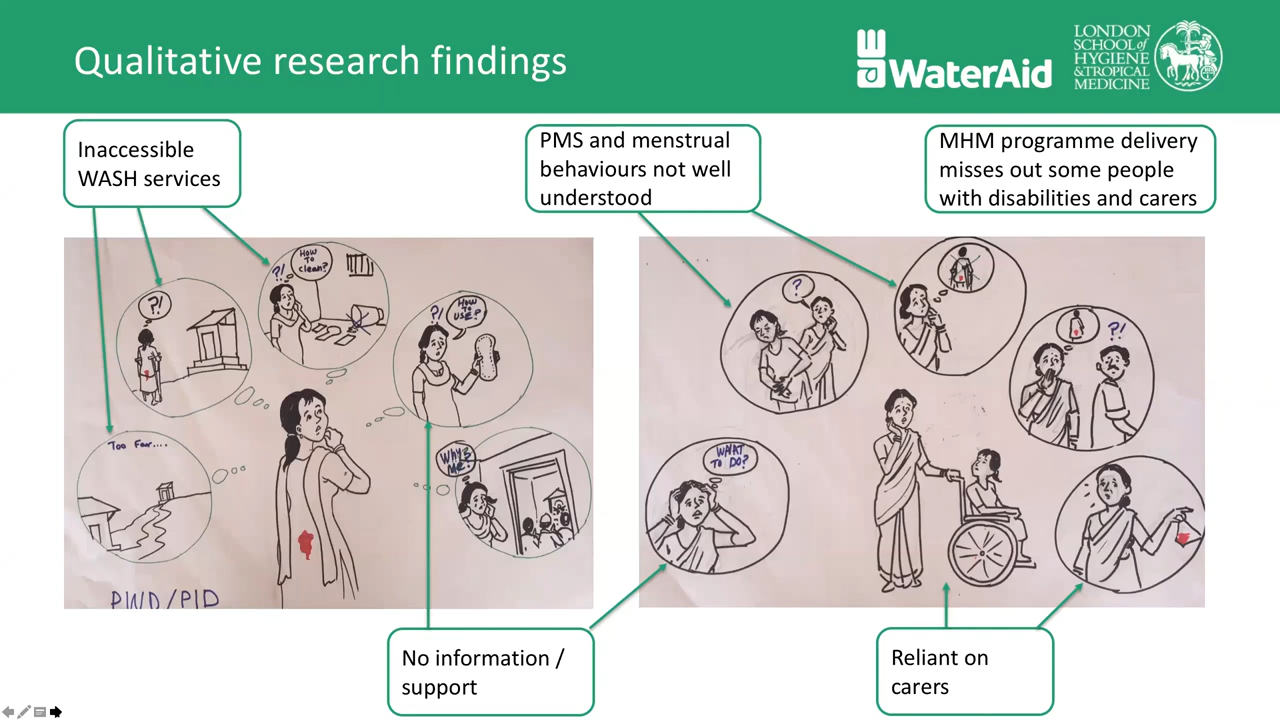 Qualitative research findings
WaterAid
LONDON
SCHOOL of
HYGIENE
& TROPICAL
MEDICINE
Inaccessible
WASH services
PMS and menstrual
behaviours not well
understood
MHM programme delivery
misses out some people
with disabilities and carers
?!
HOW
TO
clean?
?!
?!
HOW
TO
USE?
Too Far....
WHY
ME?
PWD/PID
?
?!
WHAT
TO DO?
No information /
support
Reliant on
carers